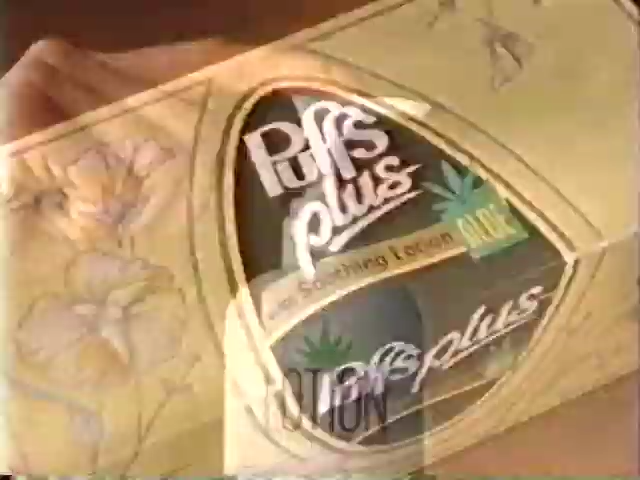 Puffs
plus
with Soothing Lotion
ALOE
Puffs plus
LOTION